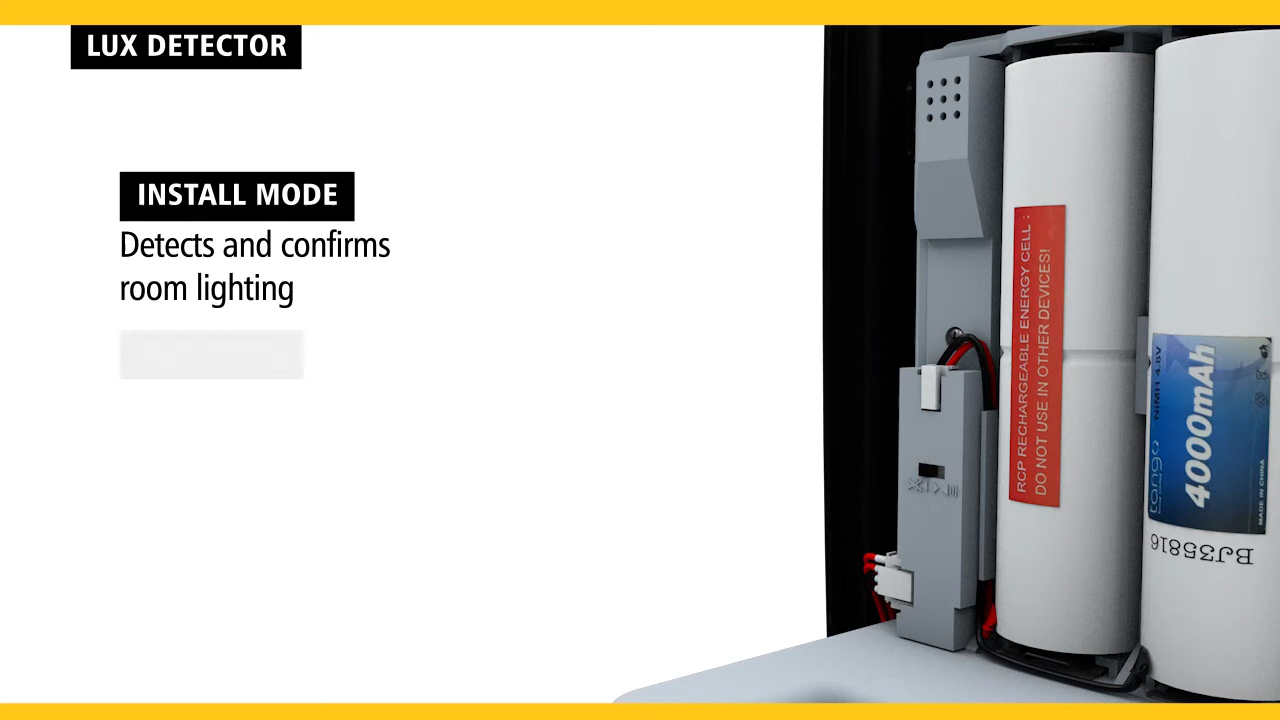 LUX DETECTOR
INSTALL MODE
Detects and confirms
room lighting
RCP RECHARGEABLE ENERGY CELL :
DO NOT USE IN OTHER DEVICES!
tango
NiMH 4.8V
4000mAh
MADE IN CHINA
BJ35816